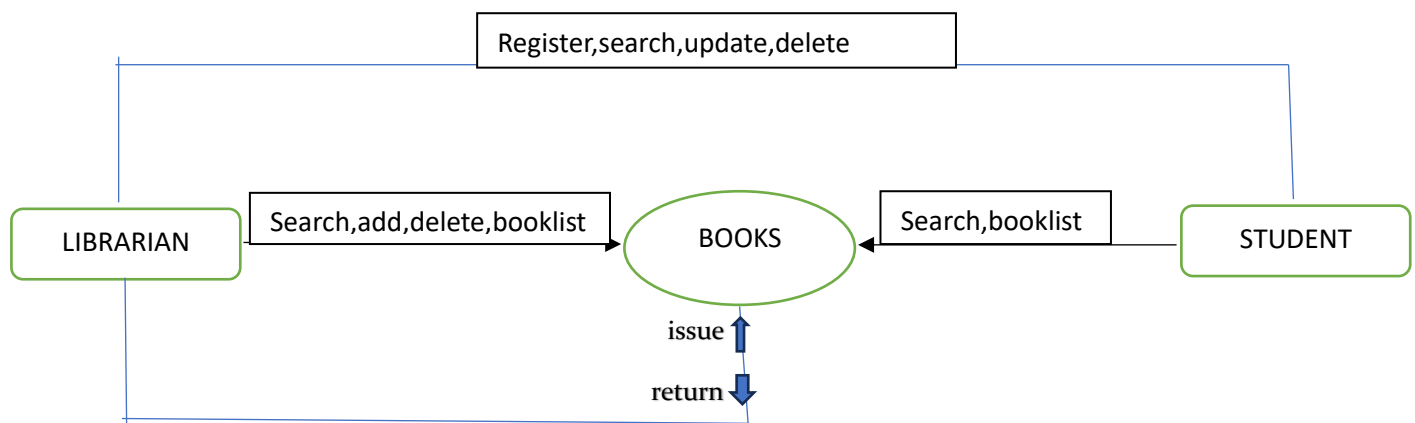 Register,search,update,delete
LIBRARIAN
Search,add,delete,booklist
BOOKS
Search,booklist
STUDENT
issue
return